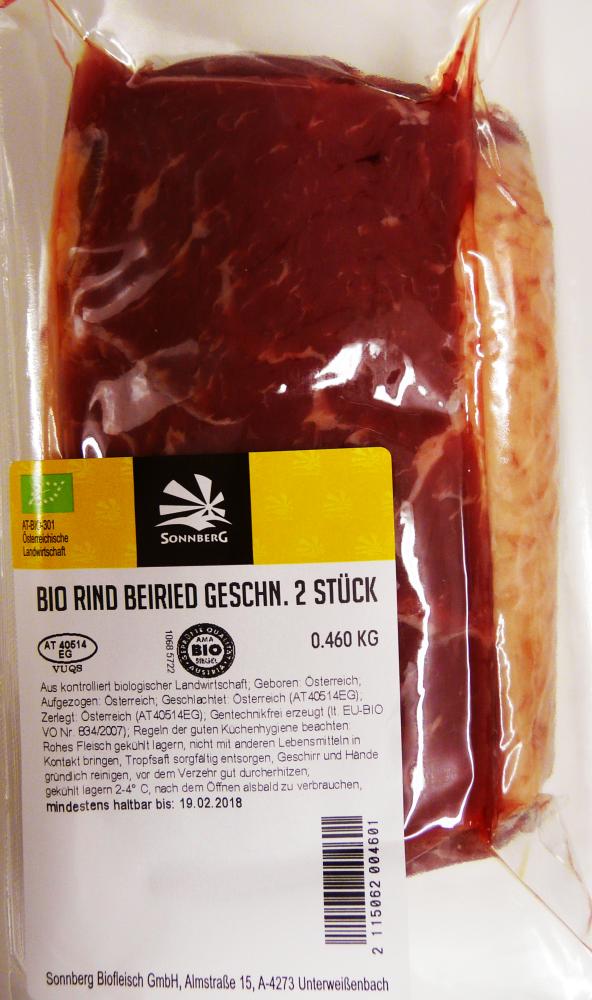 AT-BIO-301
Österreichische
Landwirtschaft
SONNBERG
BIO RIND BEIRIED GESCHN. 2 STÜCK
AT 40514
EG
VUQS
1068 5722
GEPRÜFTE QUALITÄT
AMA
BIO
SIEGEL
AUSTRIA
0.460 KG
Aus kontrolliert biologischer Landwirtschaft; Geboren: Österreich,
Aufgezogen: Österreich; Geschlachtet: Österreich (AT40514EG);
Zerlegt: Österreich (AT40514EG); Gentechnikfrei erzeugt (lt. EU-BIO
VO Nr. 834/2007); Regeln der guten Küchenhygiene beachten:
Rohes Fleisch gekühlt lagern, nicht mit anderen Lebensmitteln in
Kontakt bringen, Tropfsaft sorgfältig entsorgen, Geschirr und Hände
gründlich reinigen, vor dem Verzehr gut durcherhitzen;
gekühlt lagern 2-4° C, nach dem Öffnen alsbald zu verbrauchen,
mindestens haltbar bis: 19.02.2018
2 115062 004601
Sonnberg Biofleisch GmbH, Almstraße 15, A-4273 Unterweißenbach